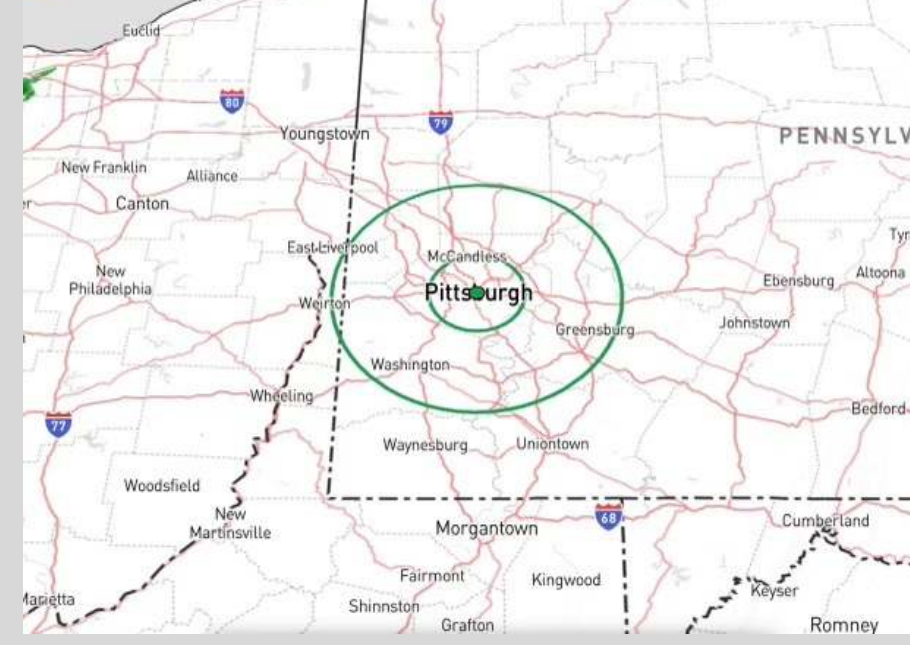 Euclid
80
79
Youngstown
PENNSYLV
New Franklin
Alliance
er
Canton
East Liverpool
McCandless
Tyr
New
Philadelphia
Ebensburg
Altoona
Pittsburgh
Weirton
Johnstown
Greensburg
Washington
Wheeling
Bedford
77
Waynesburg
Uniontown
Woodsfield
New
Martinsville
68
Morgantown
Cumberland
Fairmont
Kingwood
Keyser
Marietta
Shinnston
Grafton
Romney